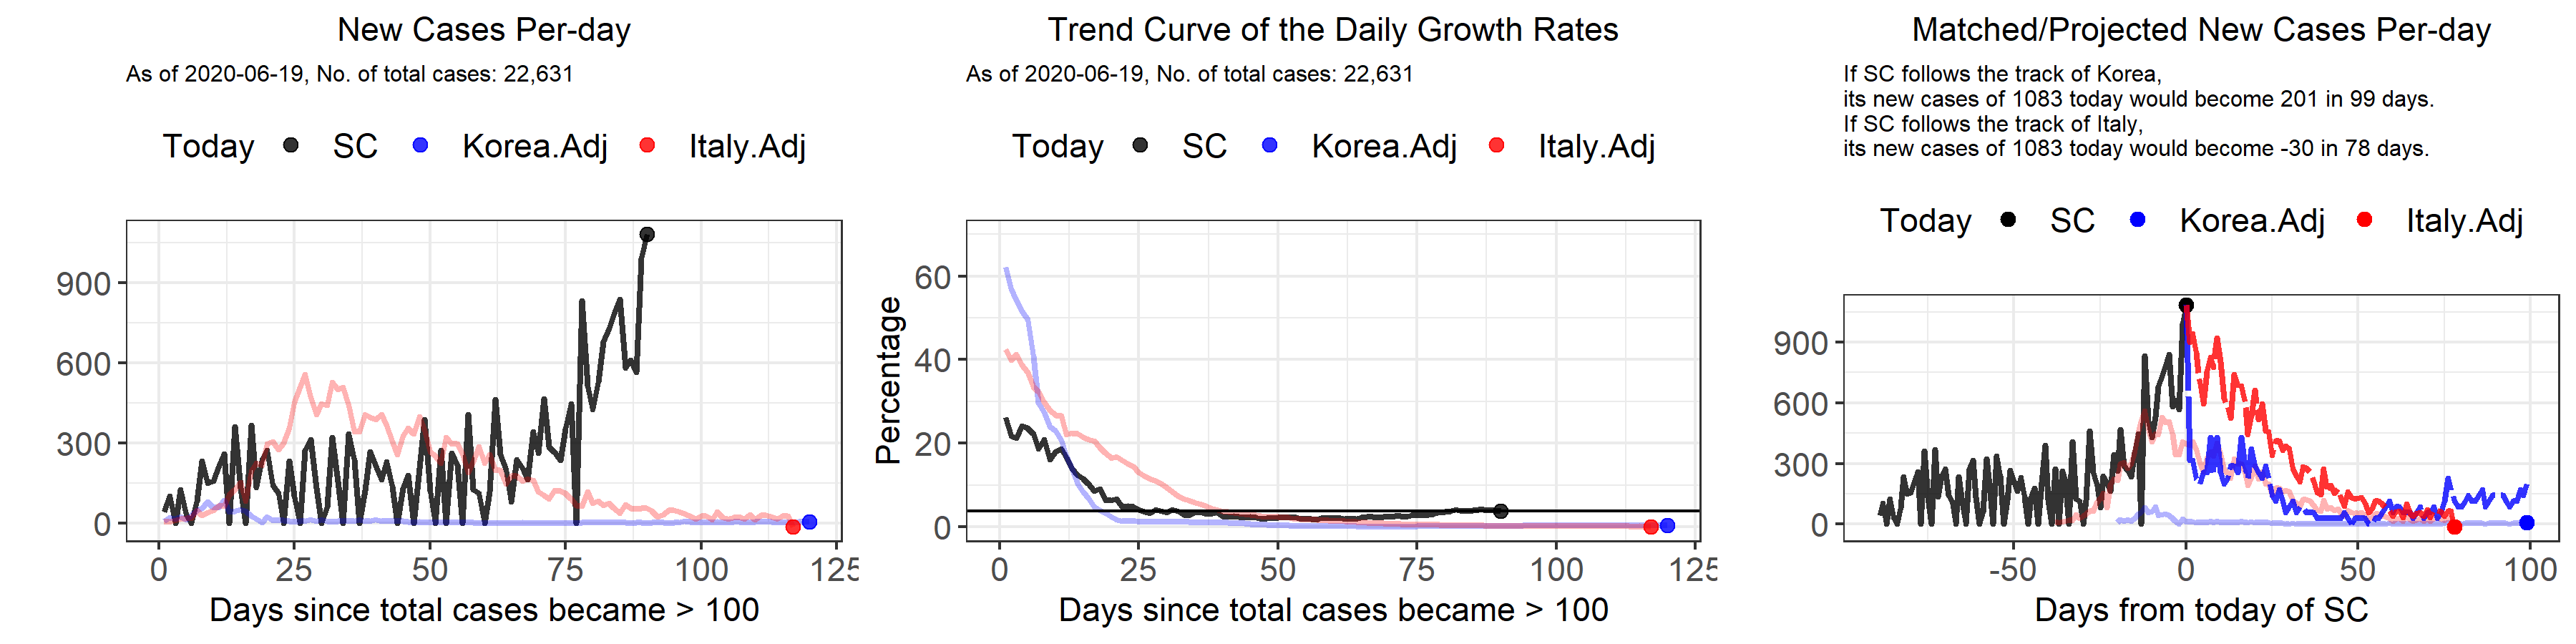 New Cases Per-day
As of 2020-06-19, No. of total cases: 22,631
Today SC Korea.Adj Italy.Adj
900
600
300
0
0 25 50 75 100 125
Days since total cases became > 100
Trend Curve of the Daily Growth Rates
As of 2020-06-19, No. of total cases: 22,631
Today SC Korea.Adj Italy.Adj
Percentage
60
40
20
0
0 25 50 75 100 125
Days since total cases became > 100
Matched/Projected New Cases Per-day
If SC follows the track of Korea,
its new cases of 1083 today would become 201 in 99 days.
If SC follows the track of Italy,
its new cases of 1083 today would become -30 in 78 days.
Today SC Korea.Adj Italy.Adj
900
600
300
0
-50 0 50 100
Days from today of SC